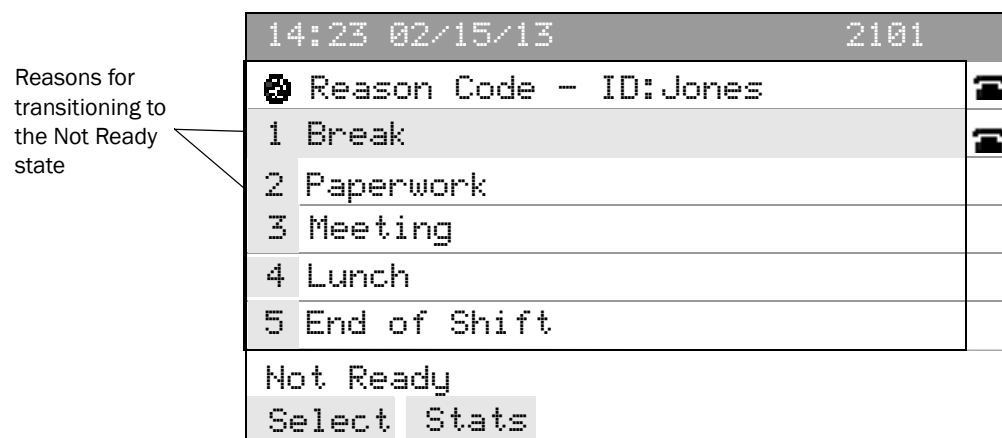 Reasons for
transitioning to
the Not Ready
state
14:23 02/15/13 2101
Reason Code - ID:Jones
1 Break
2 Paperwork
3 Meeting
4 Lunch
5 End of Shift
Not Ready
Select Stats